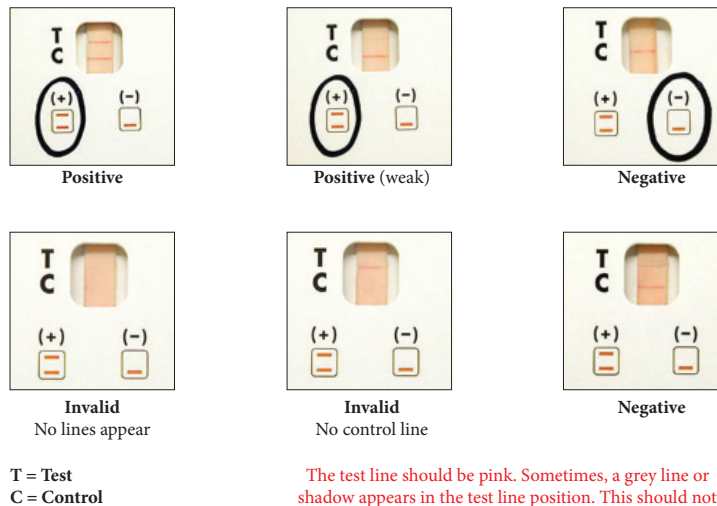 T
C
(+) (-)
Positive
T
C
(+) (-)
Positive (weak)
T
C
(+) (-)
Negative
T
C
(+) (-)
Invalid
No lines appear
T
C
(+) (-)
Invalid
No control line
T
C
(+) (-)
Negative
T = Test
C = Control
The test line should be pink. Sometimes, a grey line or
shadow appears in the test line position. This should not